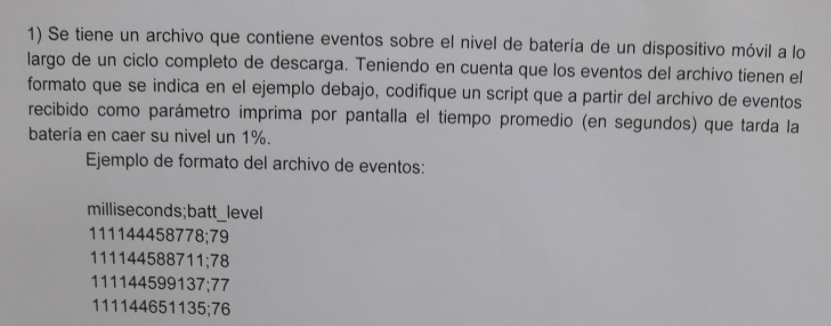 1) Se tiene un archivo que contiene eventos sobre el nivel de batería de un dispositivo móvil a lo
largo de un ciclo completo de descarga. Teniendo en cuenta que los eventos del archivo tienen el
formato que se indica en el ejemplo debajo, codifique un script que a partir del archivo de eventos
recibido como parámetro imprima por pantalla el tiempo promedio (en segundos) que tarda la
batería en caer su nivel un 1%.
Ejemplo de formato del archivo de eventos:
milliseconds;batt_level
111144458778;79
111144588711;78
111144599137;77
111144651135;76